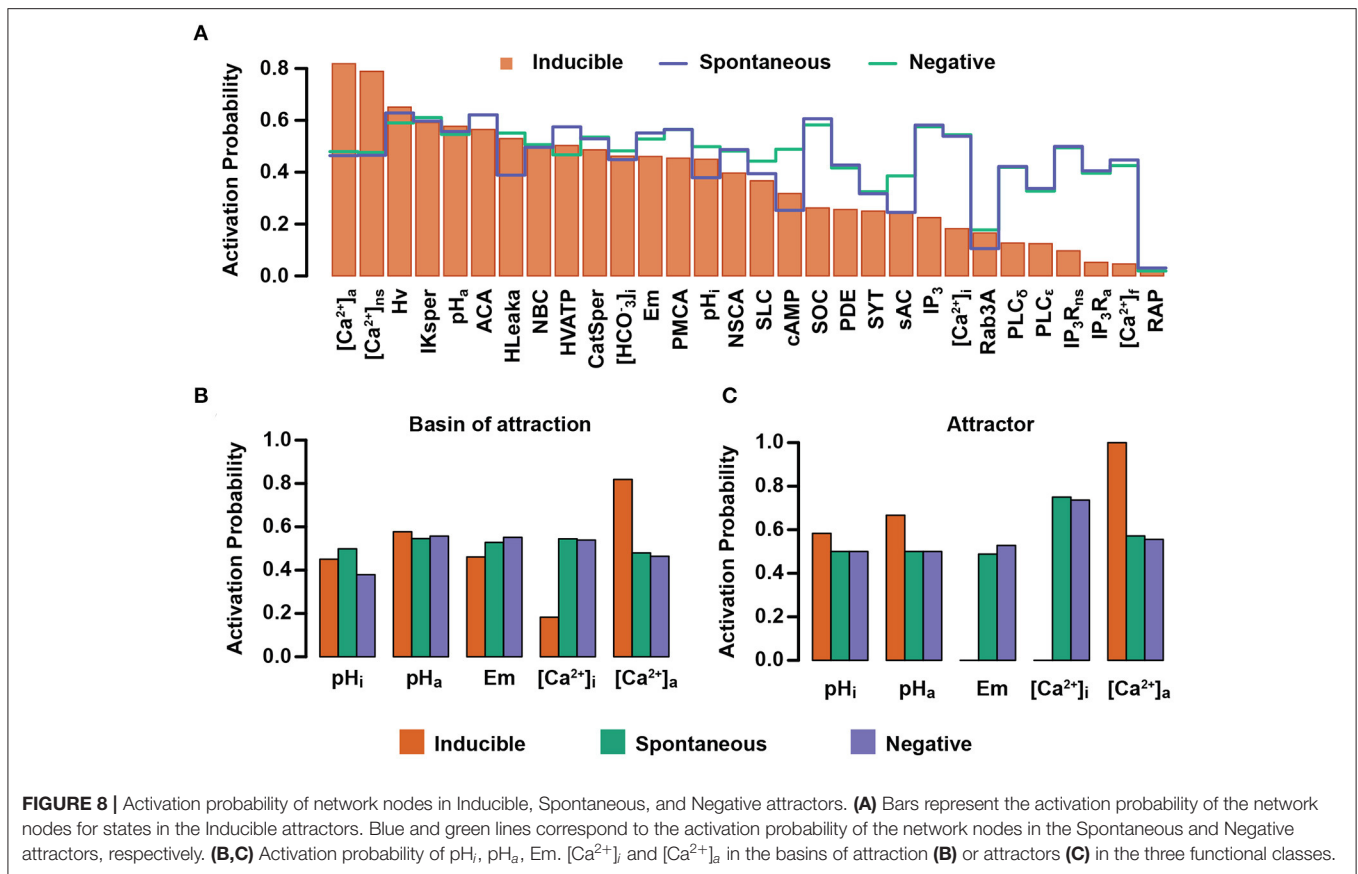 A
Activation Probability
0.8
0.6
0.4
0.2
0.0
Inducible Spontaneous Negative
[Ca²⁺]ₐ
[Ca²⁺]ₙₛ
Hv
IKsper
pHₐ
ACA
HLeaka
NBC
HVATP
CatSper
[HCO⁻₃]ᵢ
Em
PMCA
pHᵢ
NSCA
SLC
cAMP
SOC
PDE
SYT
sAC
IP₃
[Ca²⁺]ᵢ
Rab3A
PLC_δ
PLC_ε
IP₃Rₙₛ
IP₃Rₐ
[Ca²⁺]_f
RAP
B
Basin of attraction
Activation Probability
1.0
0.8
0.6
0.4
0.2
0.0
pHᵢ pHₐ Em [Ca²⁺]ᵢ [Ca²⁺]ₐ
C
Attractor
Activation Probability
1.0
0.8
0.6
0.4
0.2
0.0
pHᵢ pHₐ Em [Ca²⁺]ᵢ [Ca²⁺]ₐ
Inducible Spontaneous Negative
FIGURE 8 | Activation probability of network nodes in Inducible, Spontaneous, and Negative attractors. (A) Bars represent the activation probability of the network
nodes for states in the Inducible attractors. Blue and green lines correspond to the activation probability of the network nodes in the Spontaneous and Negative
attractors, respectively. (B,C) Activation probability of pHᵢ, pHₐ, Em. [Ca²⁺]ᵢ and [Ca²⁺]ₐ in the basins of attraction (B) or attractors (C) in the three functional classes.